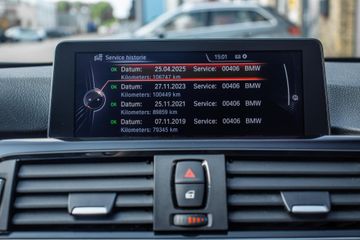 Service historie 15:01
OK Datum: 25.04.2025 Service: 00406 BMW
Kilometers: 106747 km
OK Datum: 27.11.2023 Service: 00406 BMW
Kilometers: 100449 km
OK Datum: 25.11.2021 Service: 00406 BMW
Kilometers: 89859 km
OK Datum: 07.11.2019 Service: 00406 BMW
Kilometers: 79345 km